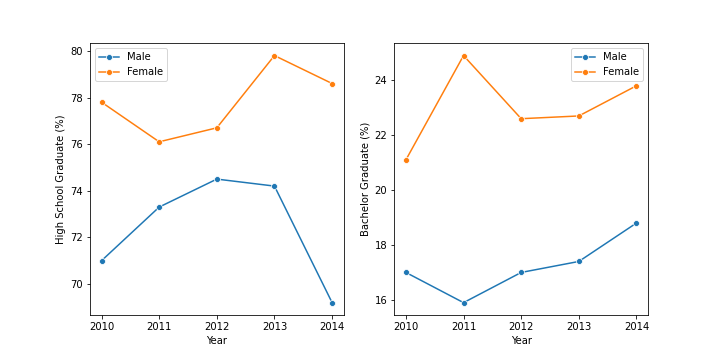 High School Graduate (%)
80
78
76
74
72
70
Male
Female
2010 2011 2012 2013 2014
Year
Bachelor Graduate (%)
24
22
20
18
16
Male
Female
2010 2011 2012 2013 2014
Year